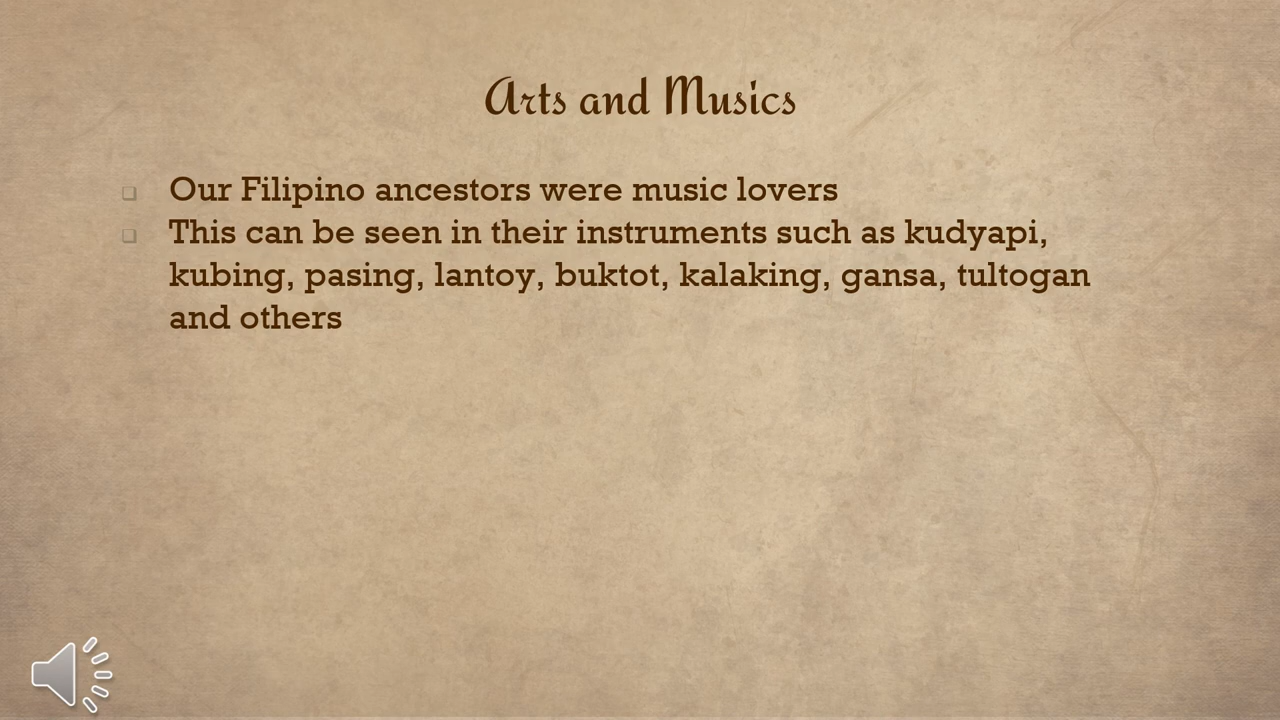 Arts and Musics
❑ Our Filipino ancestors were music lovers
❑ This can be seen in their instruments such as kudyapi,
kubing, pasing, lantoy, buktot, kalaking, gansa, tultogan
and others